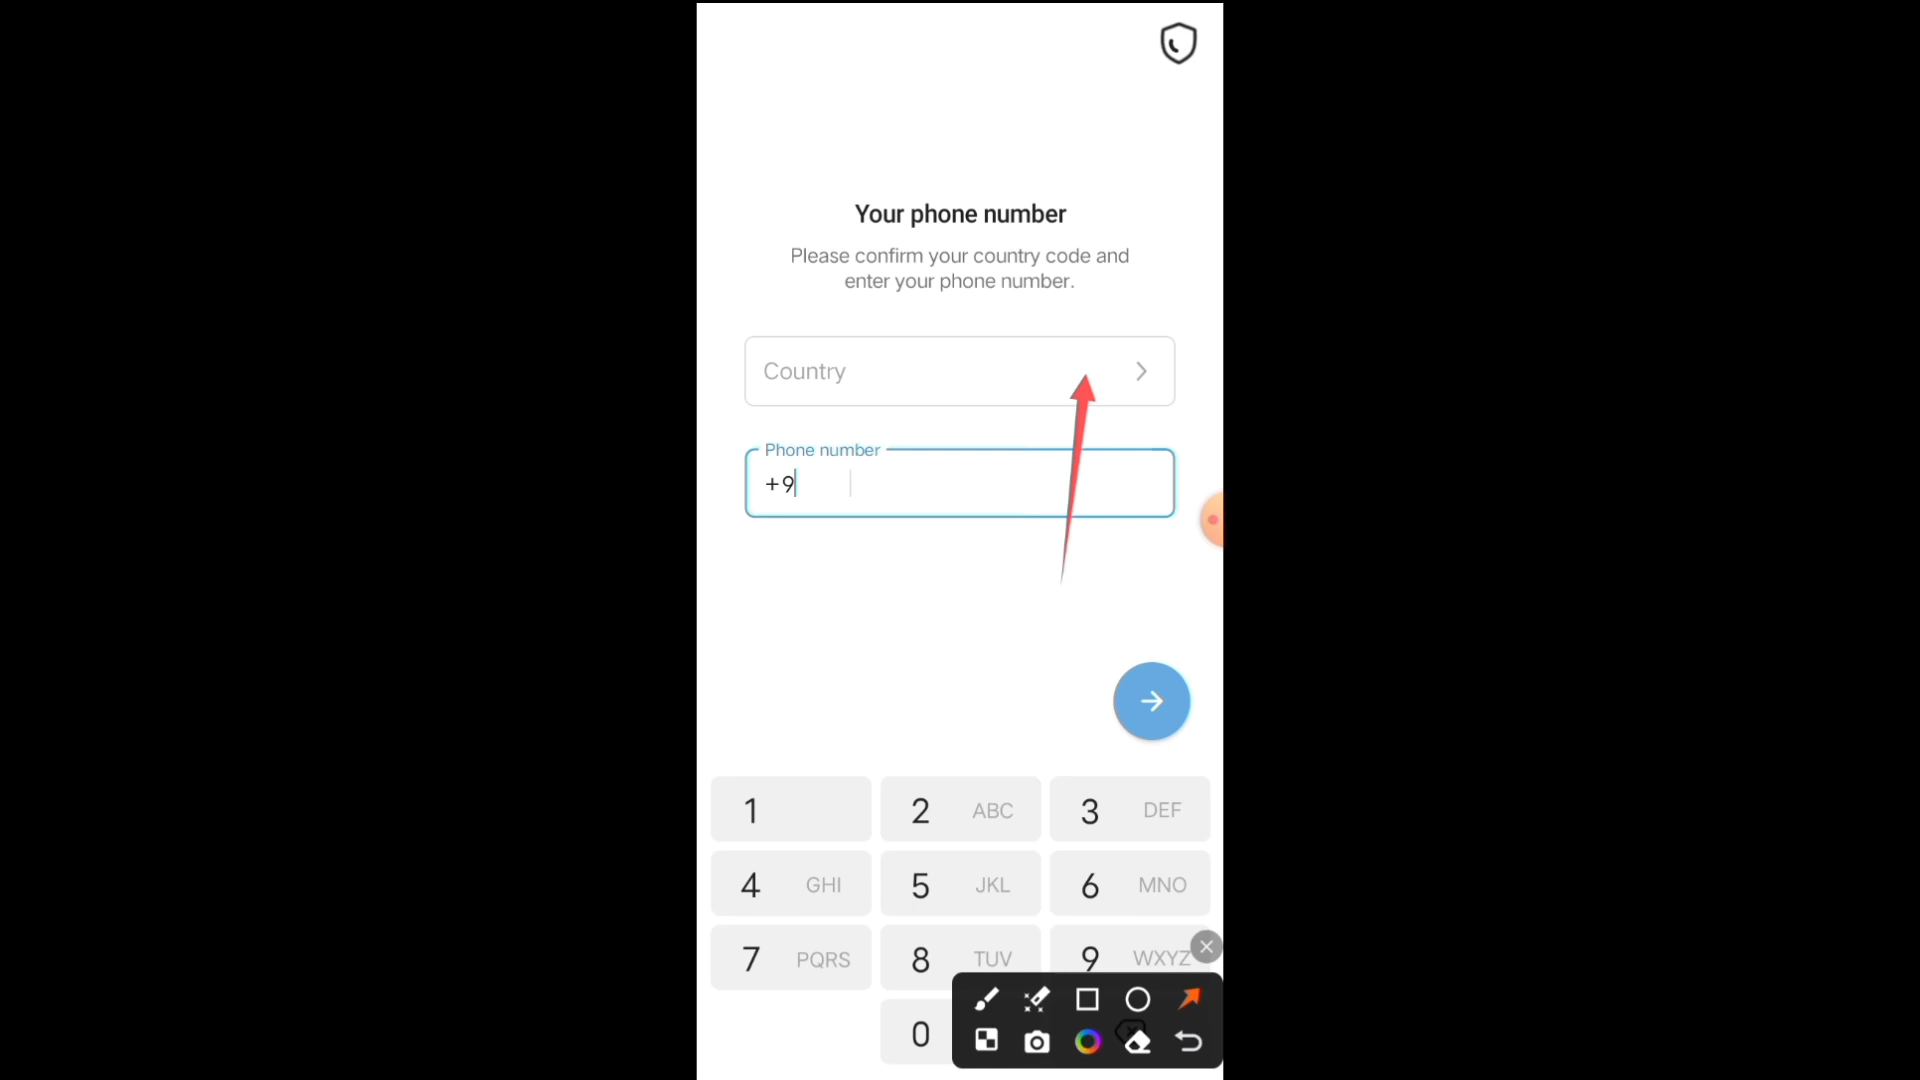 Your phone number
Please confirm your country code and
enter your phone number.
Country
Phone number
+9
1
2 ABC
3 DEF
4 GHI
5 JKL
6 MNO
7 PQRS
8 TUV
9 WXYZ
0